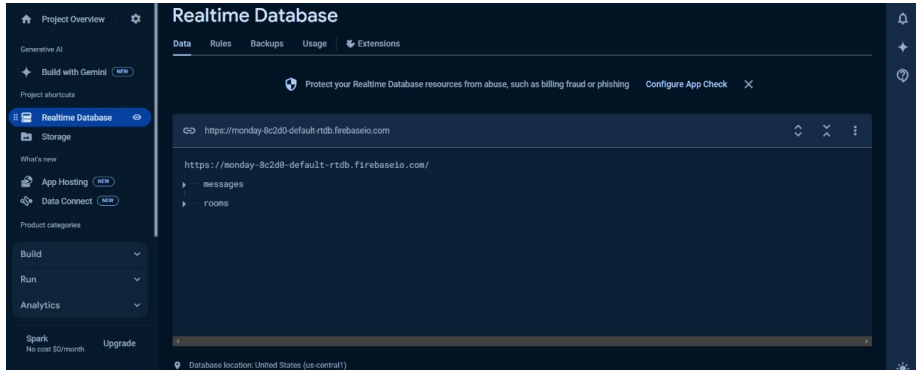 Project Overview
Generative AI
Build with Gemini NEW
Project shortcuts
Realtime Database
Storage
What's new
App Hosting NEW
Data Connect NEW
Product categories
Build
Run
Analytics
Spark
No cost $0/month
Upgrade
Realtime Database
Data Rules Backups Usage Extensions
Protect your Realtime Database resources from abuse, such as billing fraud or phishing Configure App Check
https://monday-8c2d0-default-rtdb.firebaseio.com
https://monday-8c2d0-default-rtdb.firebaseio.com/
messages
rooms
Database location: United States (us-central1)